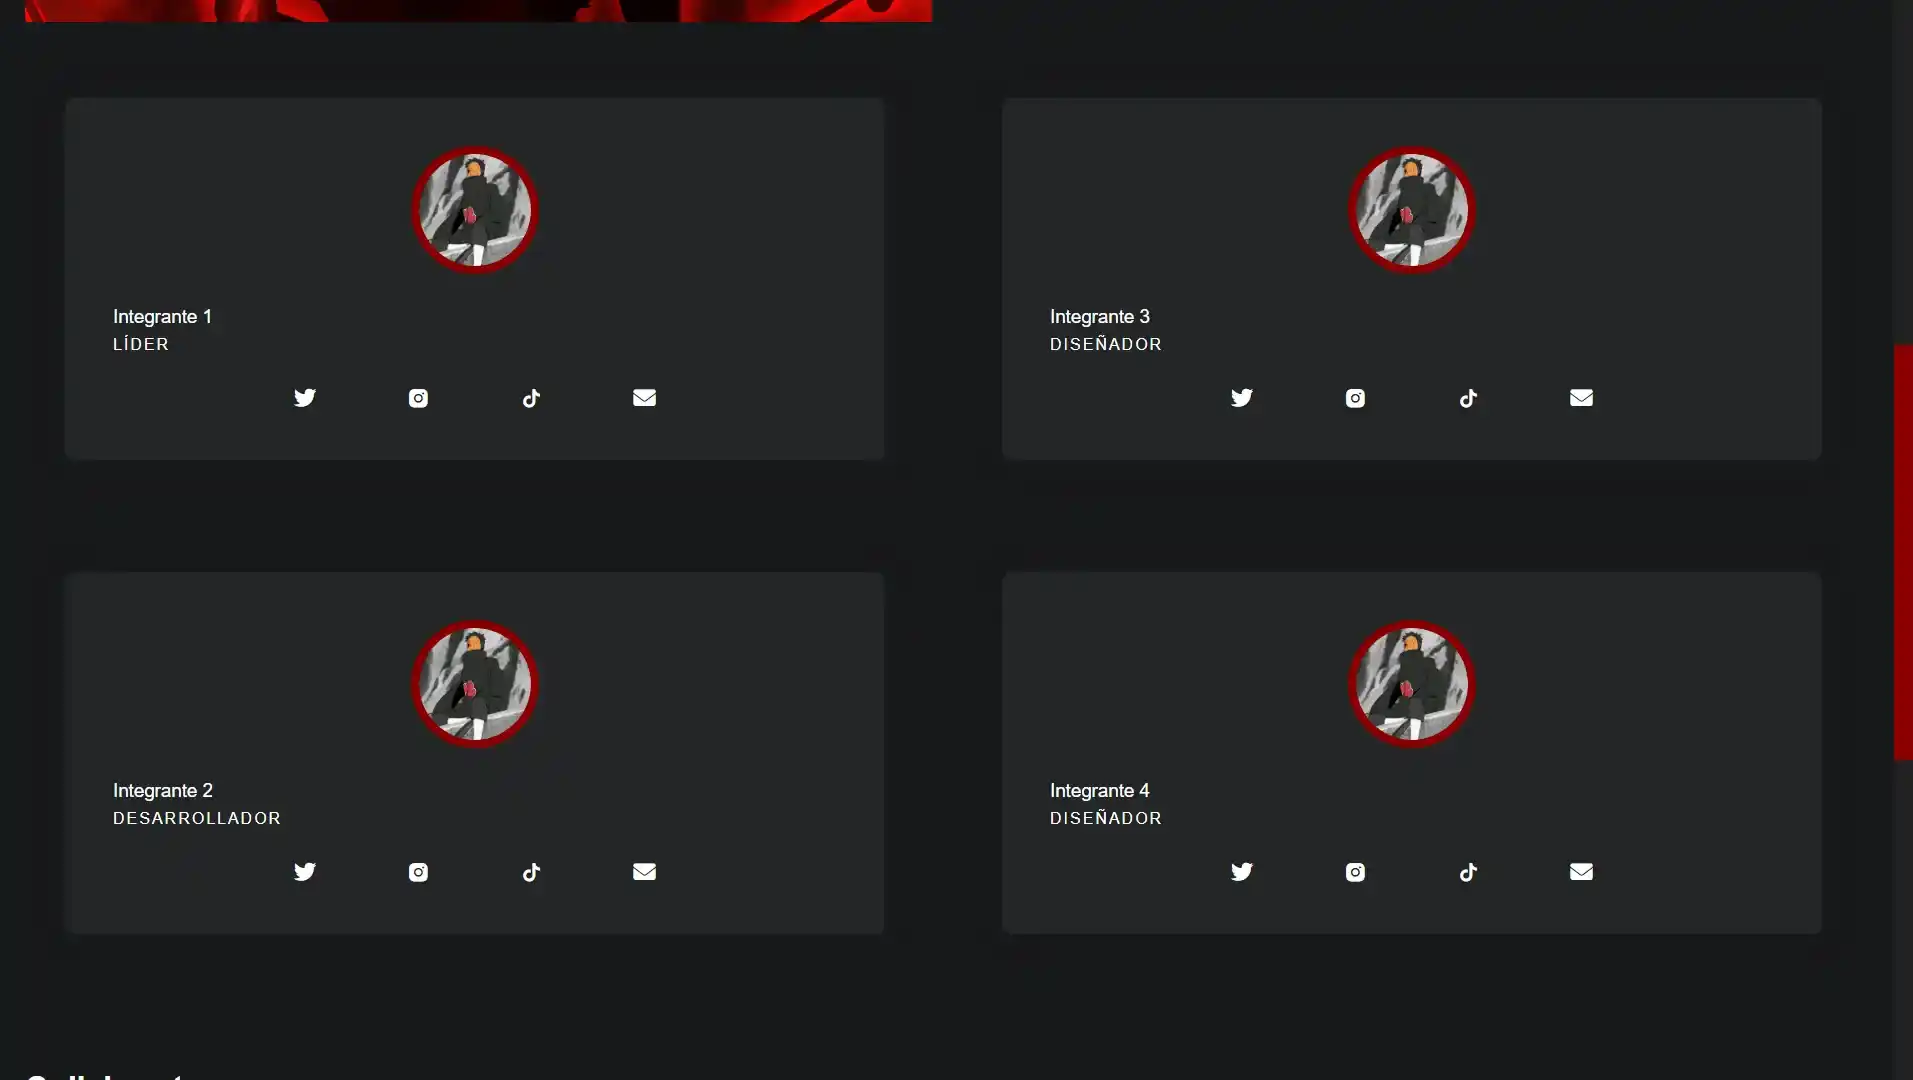 Integrante 1
LÍDER
Integrante 3
DISEÑADOR
Integrante 2
DESARROLLADOR
Integrante 4
DISEÑADOR